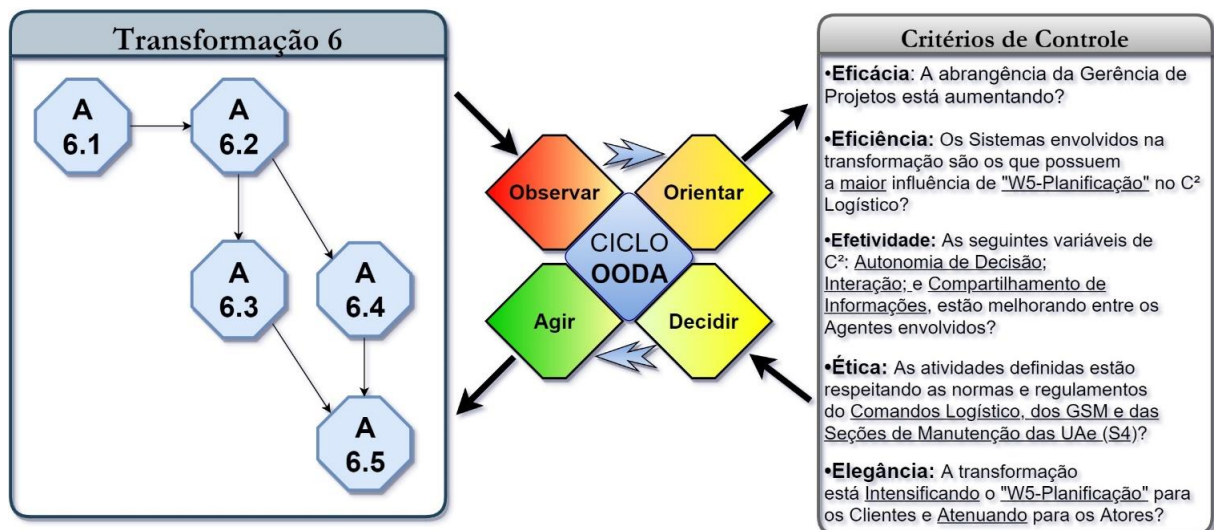 Transformação 6
A
6.1
A
6.2
A
6.3
A
6.4
A
6.5
Observar
Orientar
CICLO
OODA
Agir
Decidir
Critérios de Controle
•Eficácia: A abrangência da Gerência de
Projetos está aumentando?
•Eficiência: Os Sistemas envolvidos na
transformação são os que possuem
a maior influência de "W5-Planificação" no C²
Logístico?
•Efetividade: As seguintes variáveis de
C²: Autonomia de Decisão;
Interação; e Compartilhamento de
Informações, estão melhorando entre os
Agentes envolvidos?
•Ética: As atividades definidas estão
respeitando as normas e regulamentos
do Comandos Logístico, dos GSM e das
Seções de Manutenção das UAe (S4)?
•Elegância: A transformação
está Intensificando o "W5-Planificação" para
os Clientes e Atenuando para os Atores?